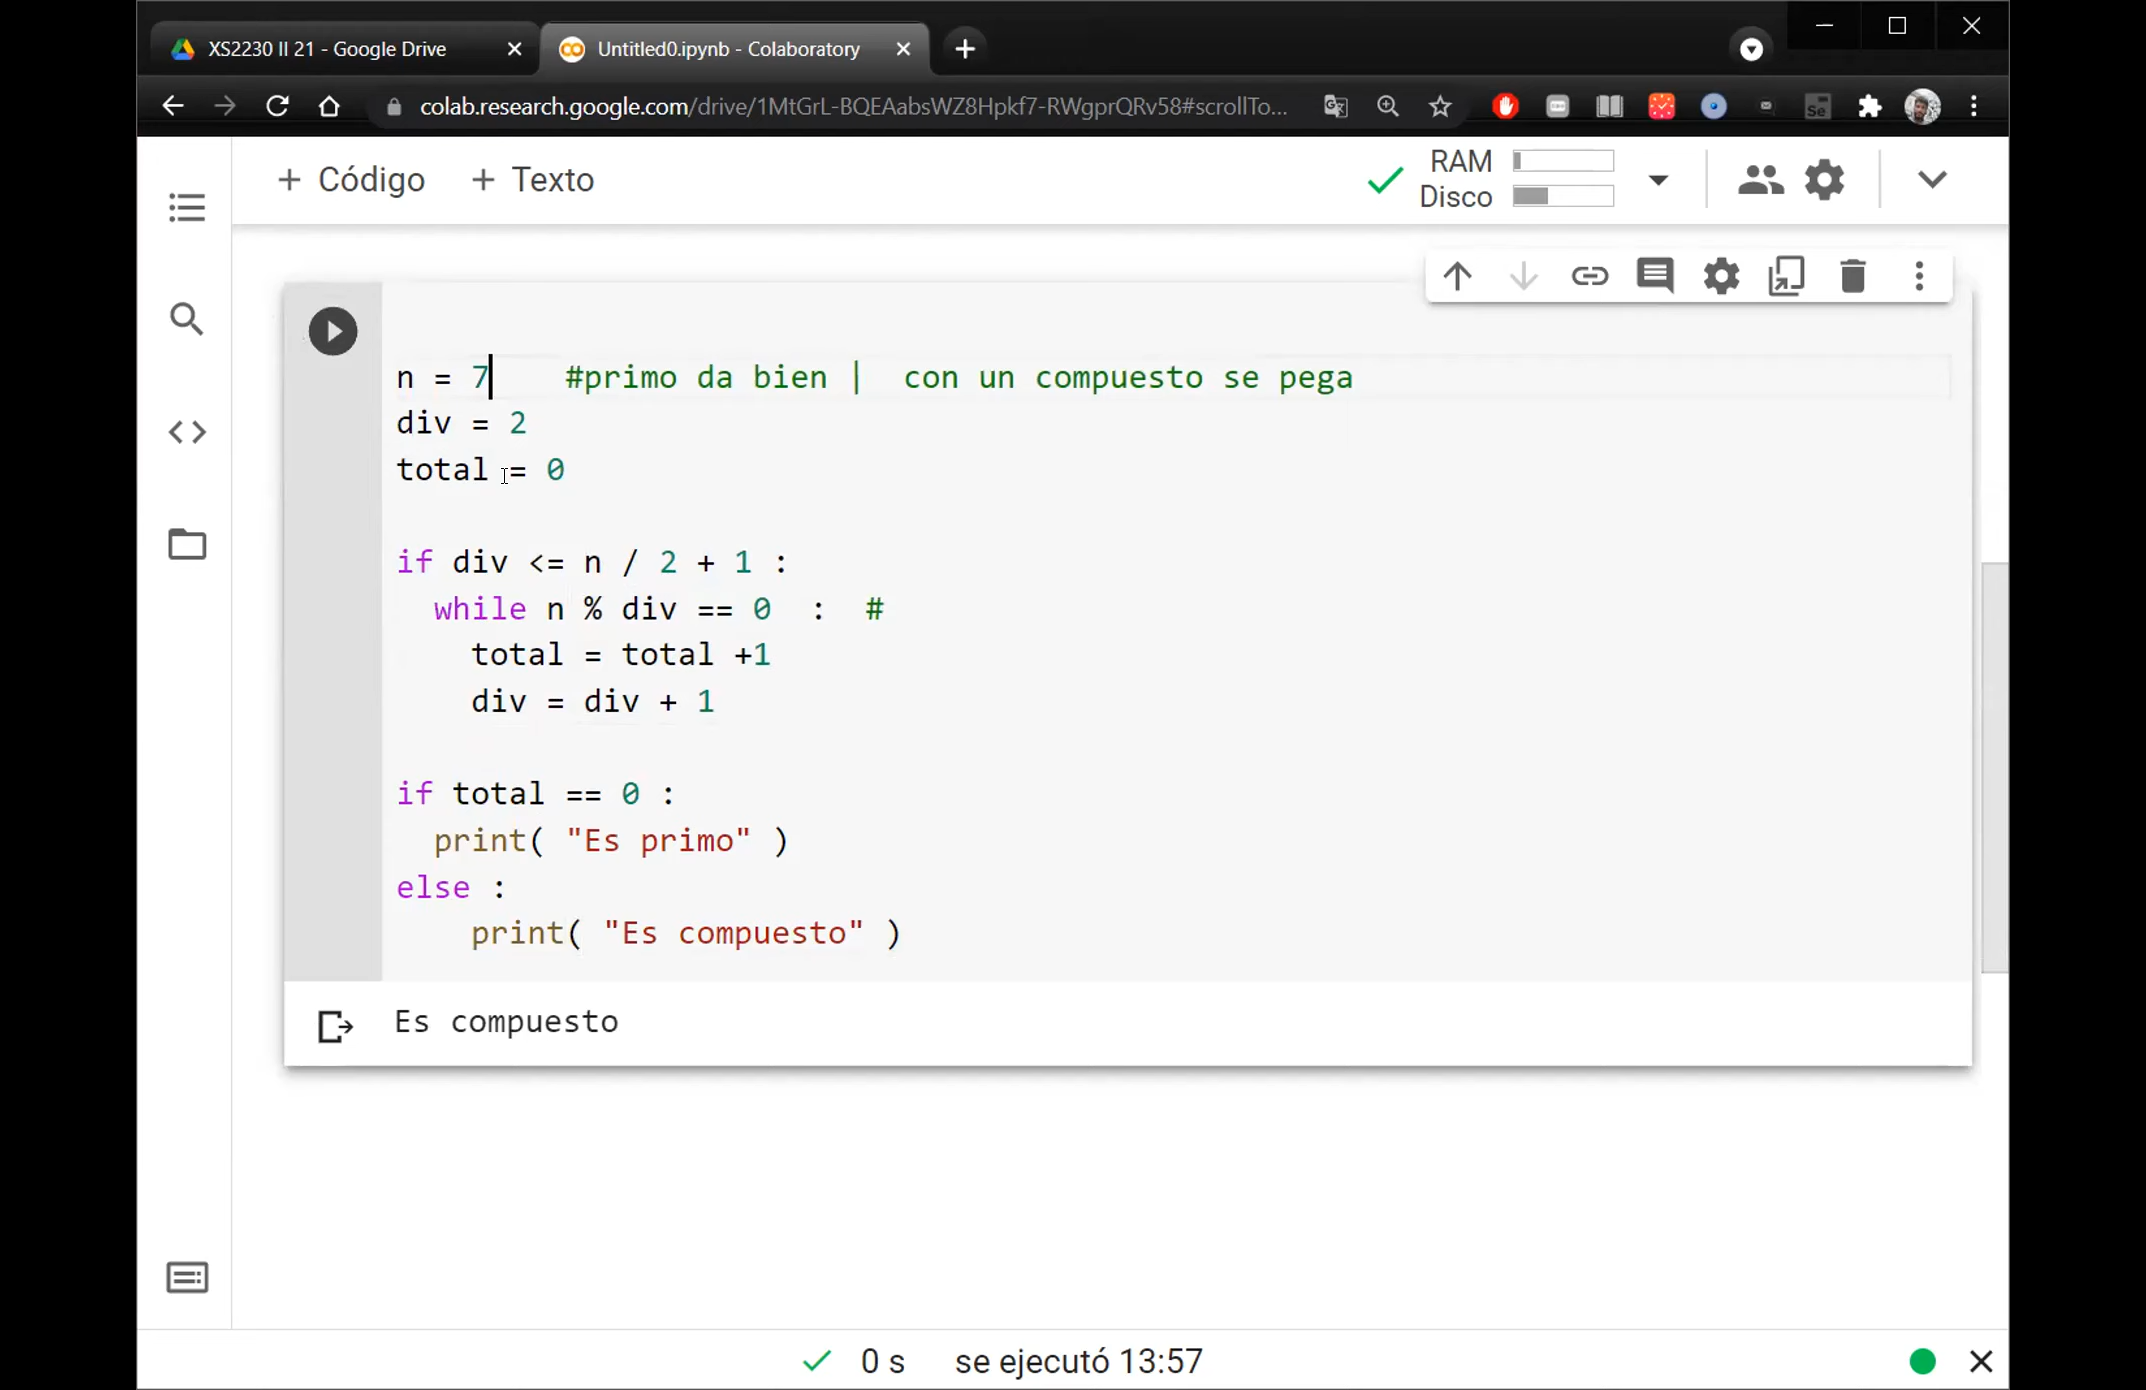 XS2230 II 21 - Google Drive
Untitled0.ipynb - Colaboratory
colab.research.google.com/drive/1MtGrL-BQEAabsWZ8Hpkf7-RWgprQRv58#scrollTo...
+ Código + Texto
RAM
Disco
n = 7 #primo da bien | con un compuesto se pega
div = 2
total = 0
if div <= n / 2 + 1 :
while n % div == 0 : #
total = total +1
div = div + 1
if total == 0 :
print( "Es primo" )
else :
print( "Es compuesto" )
Es compuesto
0 s se ejecutó 13:57